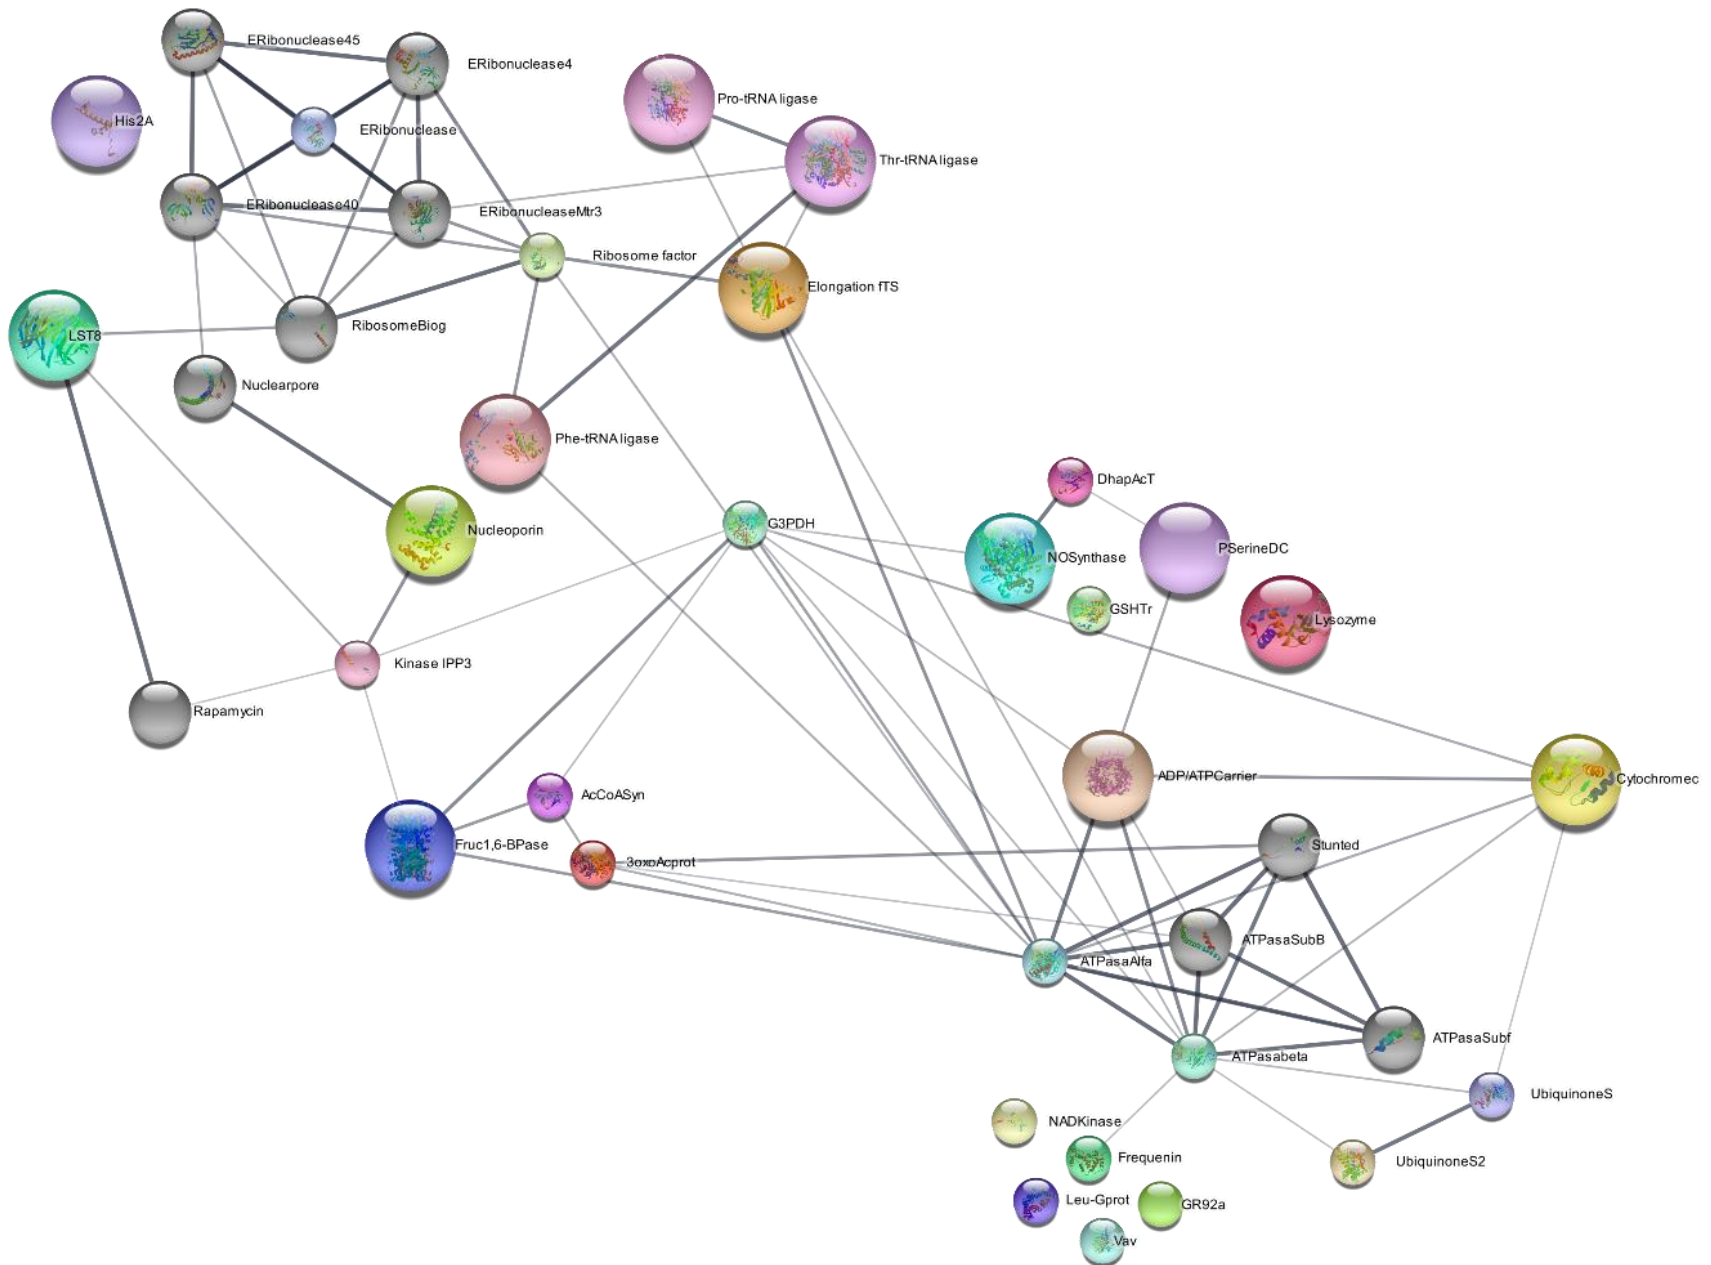 ERibonuclease45
ERibonuclease4
Pro-tRNA ligase
His2A
ERibonuclease
Thr-tRNA ligase
ERibonuclease40
ERibonucleaseMtr3
Ribosome factor
Elongation fTS
RibosomeBiog
LST8
Nuclearpore
Phe-tRNA ligase
DhapAcT
G3PDH
Nucleoporin
PSerineDC
NOSynthase
GSHTr
Lysozyme
Kinase IPP3
Rapamycin
ADP/ATPCarrier
Cytochromec
AcCoASyn
Fruc1,6-BPase
Stunted
3oxoAcprot
ATPasaSubB
ATPasaAlfa
ATPasaSubf
ATPasabeta
UbiquinoneS
NADKinase
Frequenin
UbiquinoneS2
Leu-Gprot
GR92a
Vav